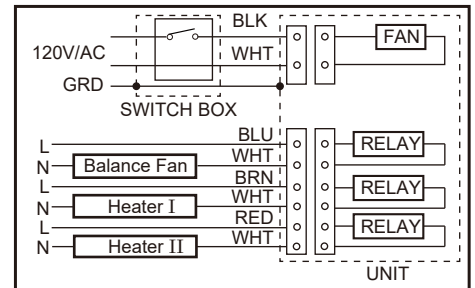 BLK
FAN
120V/AC
WHT
GRD
SWITCH BOX
L BLU
RELAY
N Balance Fan WHT
L BRN
RELAY
N Heater I WHT
L RED
RELAY
N Heater II WHT
UNIT